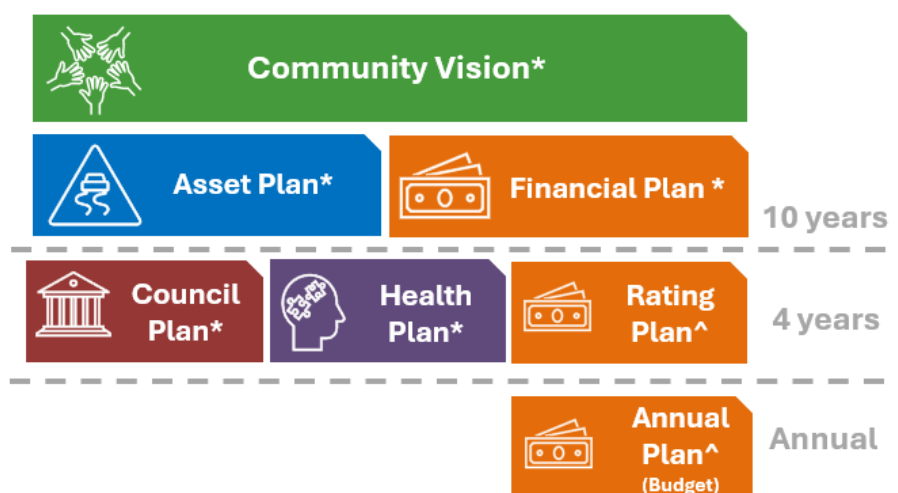 Community Vision*
Asset Plan*
Financial Plan *
10 years
Council
Plan*
Health
Plan*
Rating
Plan^
4 years
Annual
Plan^
(Budget)
Annual